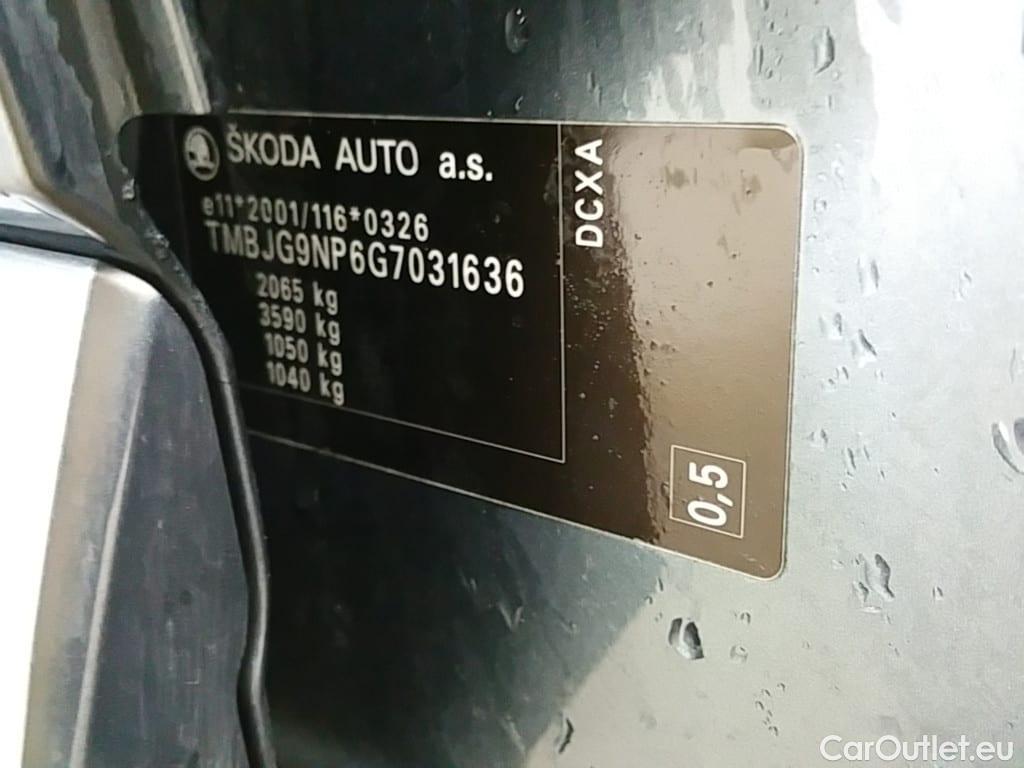 ŠKODA AUTO a.s.
e11*2001/116*0326
TMBJG9NP6G7031636
2065 kg
3590 kg
1050 kg
1040 kg
DCXA
0,5
CarOutlet.eu